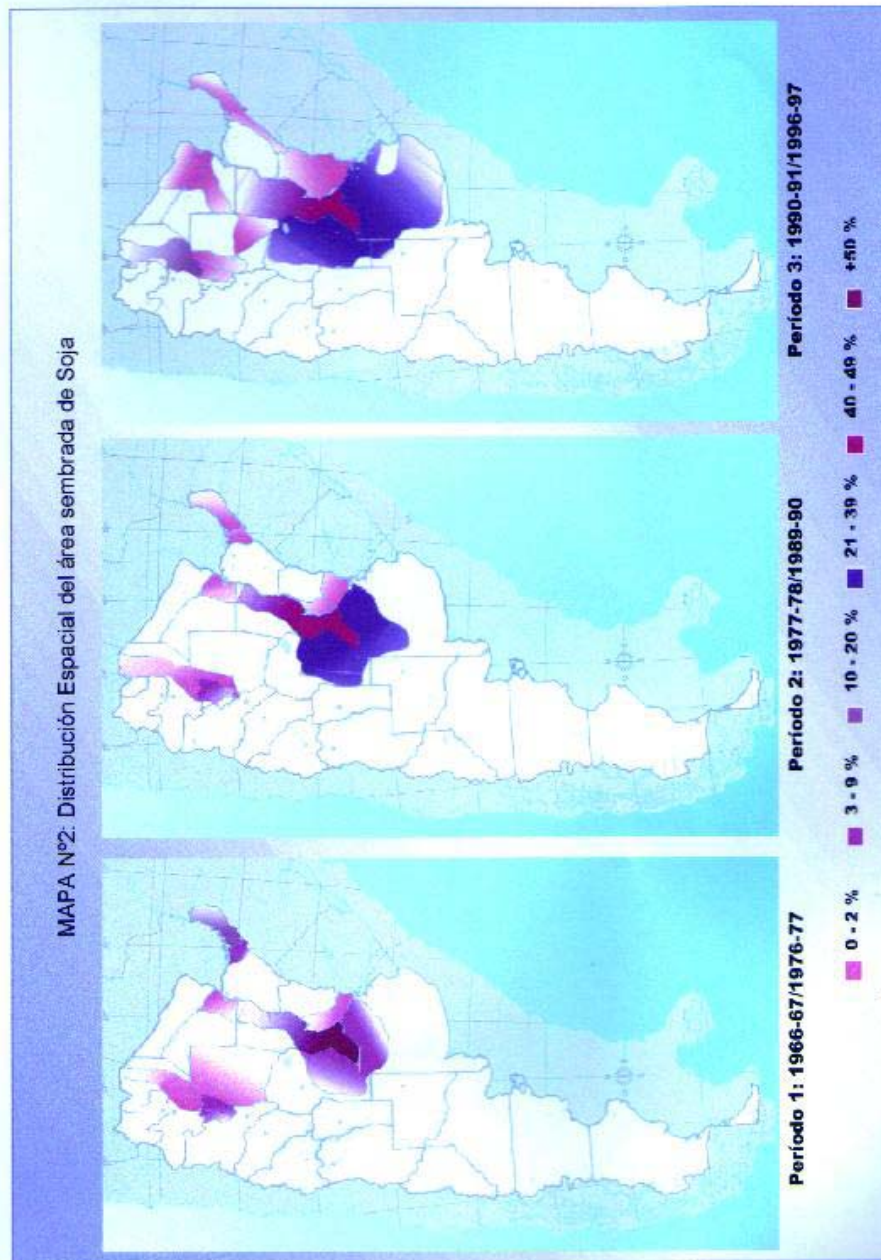 MAPA Nº2: Distribución Espacial del área sembrada de Soja
Período 1: 1966-67/1976-77
Período 2: 1977-78/1989-90
Período 3: 1990-91/1996-97
0 - 2 %
3 - 9 %
10 - 20 %
21 - 39 %
40 - 49 %
+50 %